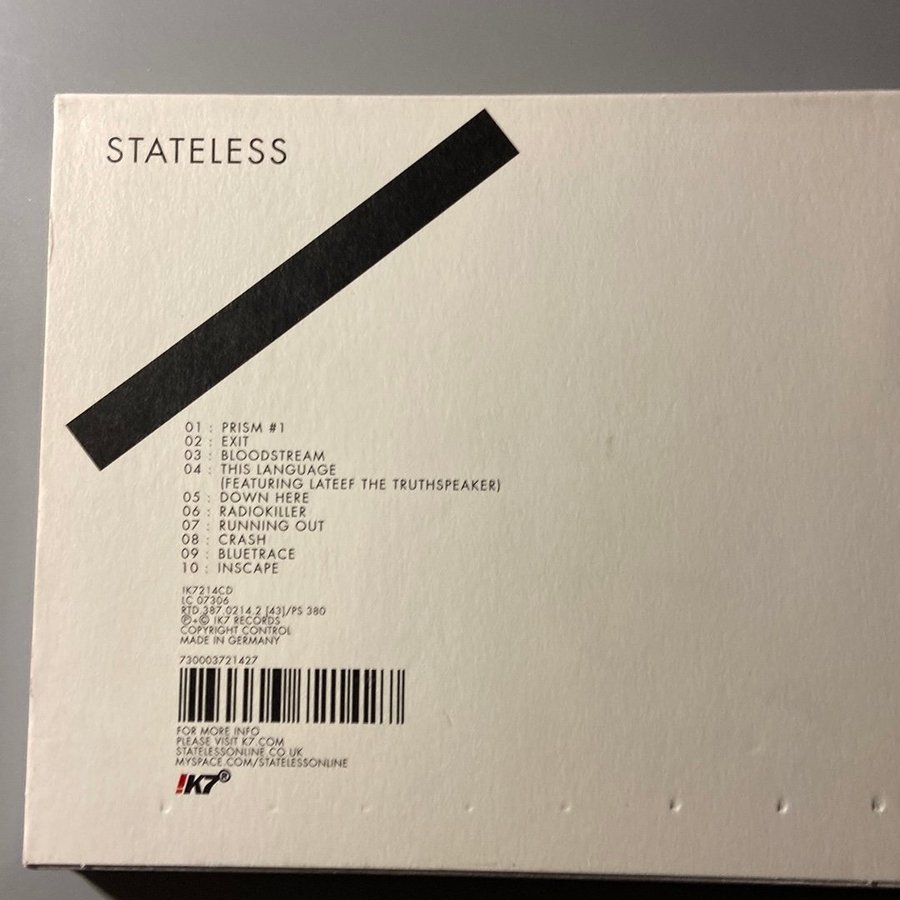 STATELESS
01 : PRISM #1
02 : EXIT
03 : BLOODSTREAM
04 : THIS LANGUAGE
(FEATURING LATEEF THE TRUTHSPEAKER)
05 : DOWN HERE
06 : RADIOKILLER
07 : RUNNING OUT
08 : CRASH
09 : BLUETRACE
10 : INSCAPE
!K7214CD
LC 07306
RTD 387.0214.2 [43]/PS 380
℗+© !K7 RECORDS
COPYRIGHT CONTROL
MADE IN GERMANY
730003721427
FOR MORE INFO
PLEASE VISIT K7.COM
STATELESSONLINE.CO.UK
MYSPACE.COM/STATELESSONLINE
!K7®